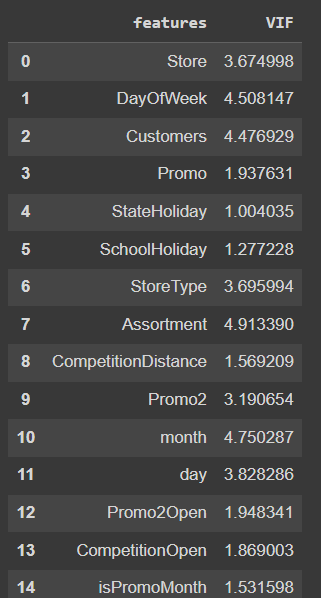 features VIF
0 Store 3.674998
1 DayOfWeek 4.508147
2 Customers 4.476929
3 Promo 1.937631
4 StateHoliday 1.004035
5 SchoolHoliday 1.277228
6 StoreType 3.695994
7 Assortment 4.913390
8 CompetitionDistance 1.569209
9 Promo2 3.190654
10 month 4.750287
11 day 3.828286
12 Promo2Open 1.948341
13 CompetitionOpen 1.869003
14 isPromoMonth 1.531598